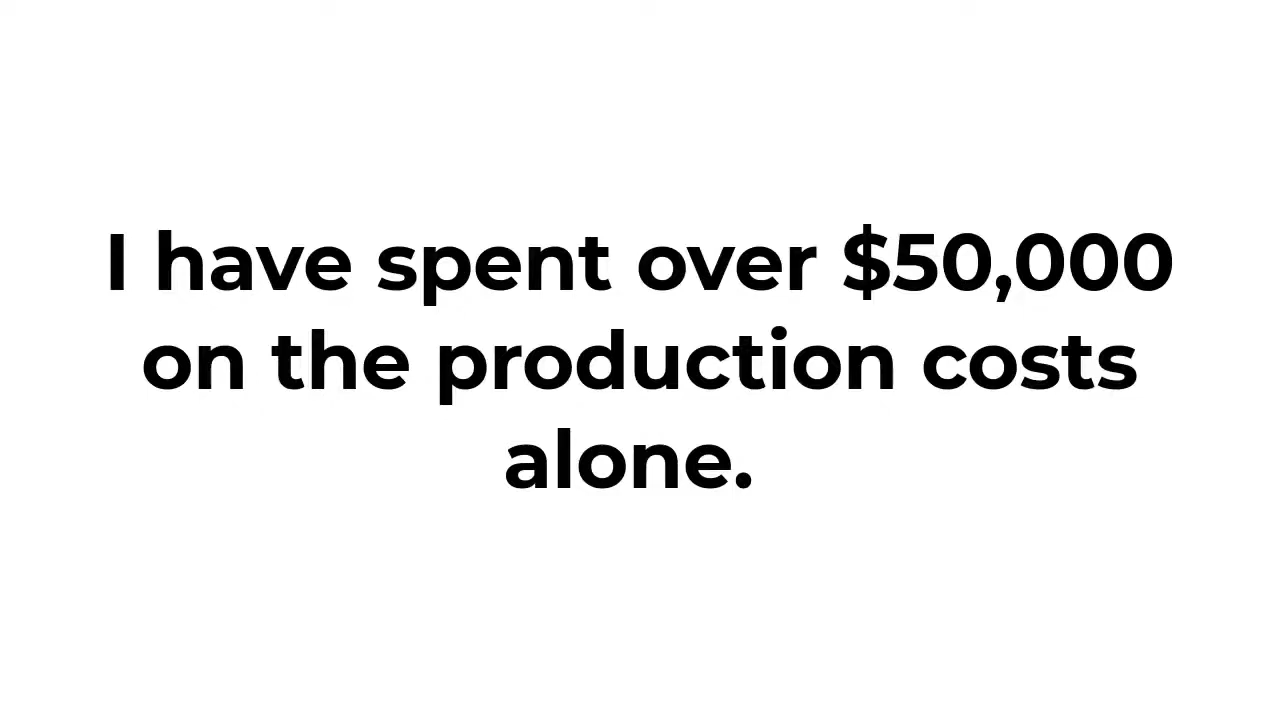 I have spent over $50,000
on the production costs
alone.